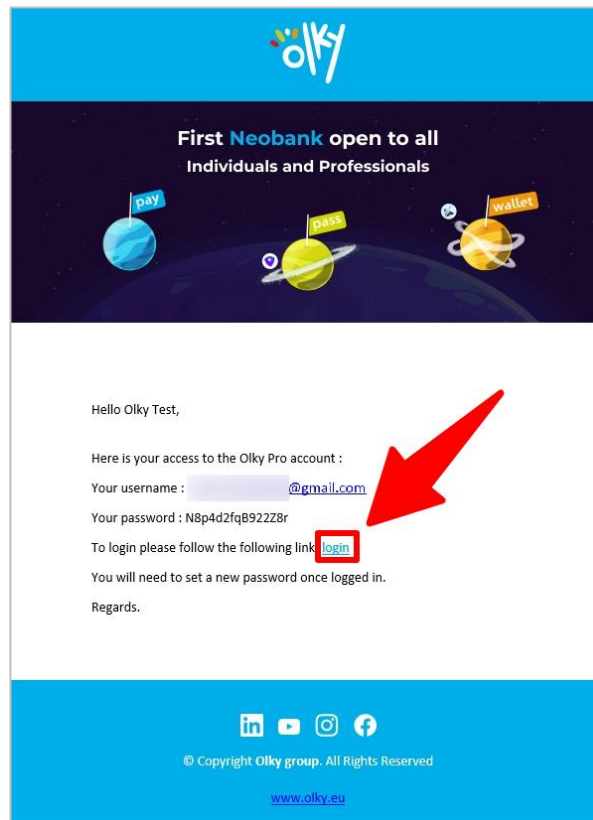 olky
First Neobank open to all
Individuals and Professionals
pay
pass
wallet
Hello Olky Test,
Here is your access to the Olky Pro account :
Your username : @gmail.com
Your password : N8p4d2fqB922Z8r
To login please follow the following link login
You will need to set a new password once logged in.
Regards.
in
© Copyright Olky group. All Rights Reserved
www.olky.eu